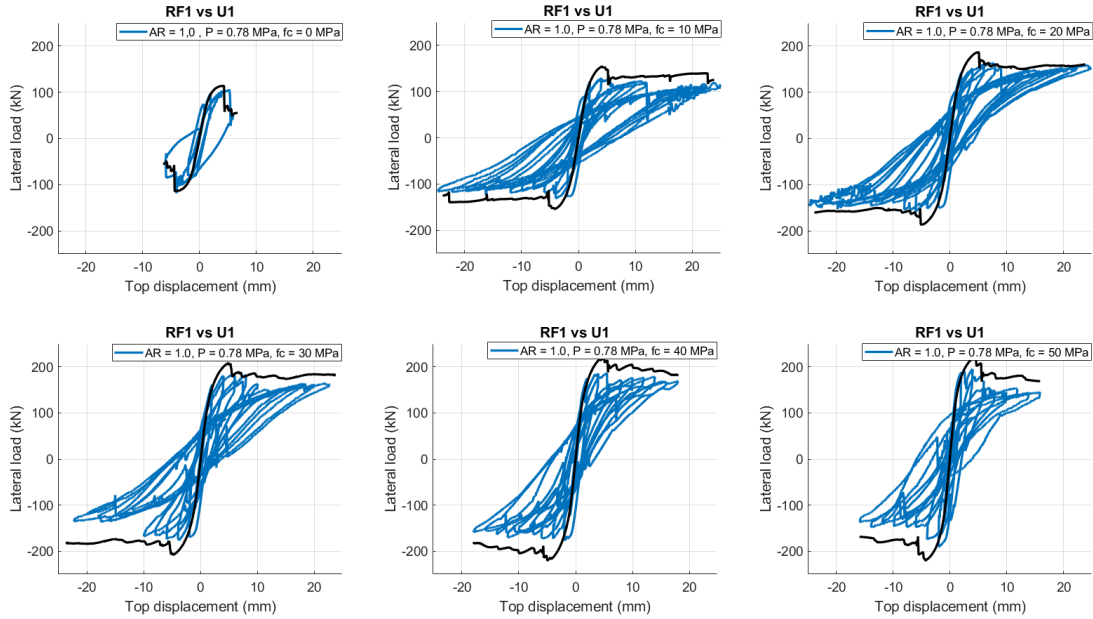 RF1 vs U1
AR = 1,0 , P = 0.78 MPa, fc = 0 MPa
200
100
0
-100
-200
-20
-10
0
10
20
Lateral load (kN)
Top displacement (mm)
RF1 vs U1
AR = 1.0, P = 0.78 MPa, fc = 10 MPa
200
100
0
-100
-200
-20
-10
0
10
20
Lateral load (kN)
Top displacement (mm)
RF1 vs U1
AR = 1.0, P = 0.78 MPa, fc = 20 MPa
200
100
0
-100
-200
-20
-10
0
10
20
Lateral load (kN)
Top displacement (mm)
RF1 vs U1
AR = 1.0, P = 0.78 MPa, fc = 30 MPa
200
100
0
-100
-200
-20
-10
0
10
20
Lateral load (kN)
Top displacement (mm)
RF1 vs U1
AR = 1.0, P = 0.78 MPa, fc = 40 MPa
200
100
0
-100
-200
-20
-10
0
10
20
Lateral load (kN)
Top displacement (mm)
RF1 vs U1
AR = 1.0, P = 0.78 MPa, fc = 50 MPa
200
100
0
-100
-200
-20
-10
0
10
20
Lateral load (kN)
Top displacement (mm)